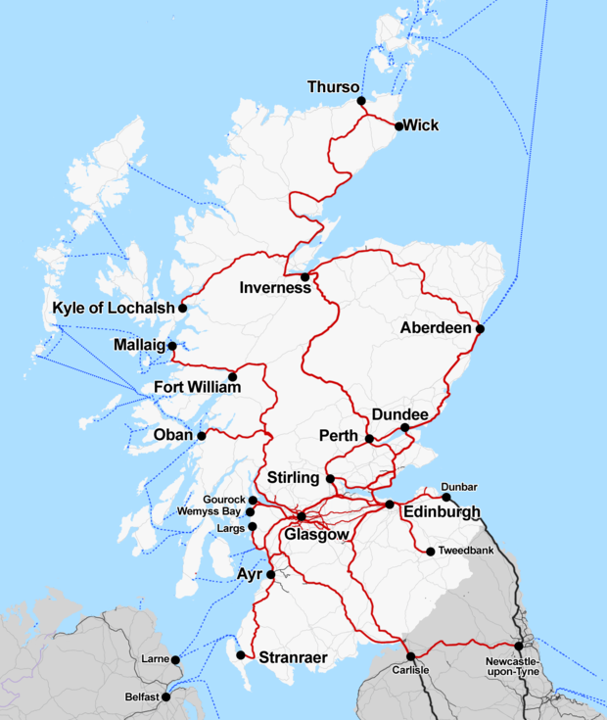 Thurso
Wick
Inverness
Kyle of Lochalsh
Aberdeen
Mallaig
Fort William
Dundee
Oban
Perth
Stirling
Dunbar
Gourock
Wemyss Bay
Edinburgh
Largs
Glasgow
Tweedbank
Ayr
Stranraer
Larne
Carlisle
Newcastle-
upon-Tyne
Belfast